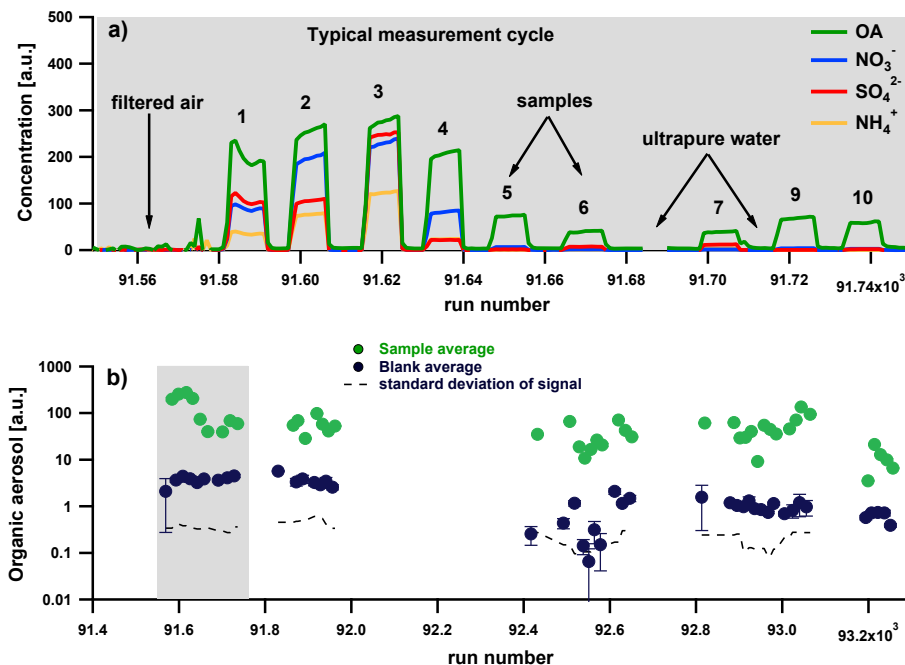 a)
Typical measurement cycle
OA
NO₃⁻
SO₄²⁻
NH₄⁺
filtered air
samples
ultrapure water
1
2
3
4
5
6
7
9
10
Concentration [a.u.]
500
400
300
200
100
0
91.56
91.58
91.60
91.62
91.64
91.66
91.68
91.70
91.72
91.74x10³
run number
b)
Sample average
Blank average
standard deviation of signal
Organic aerosol [a.u.]
1000
100
10
1
0.1
0.01
91.4
91.6
91.8
92.0
92.2
92.4
92.6
92.8
93.0
93.2x10³
run number